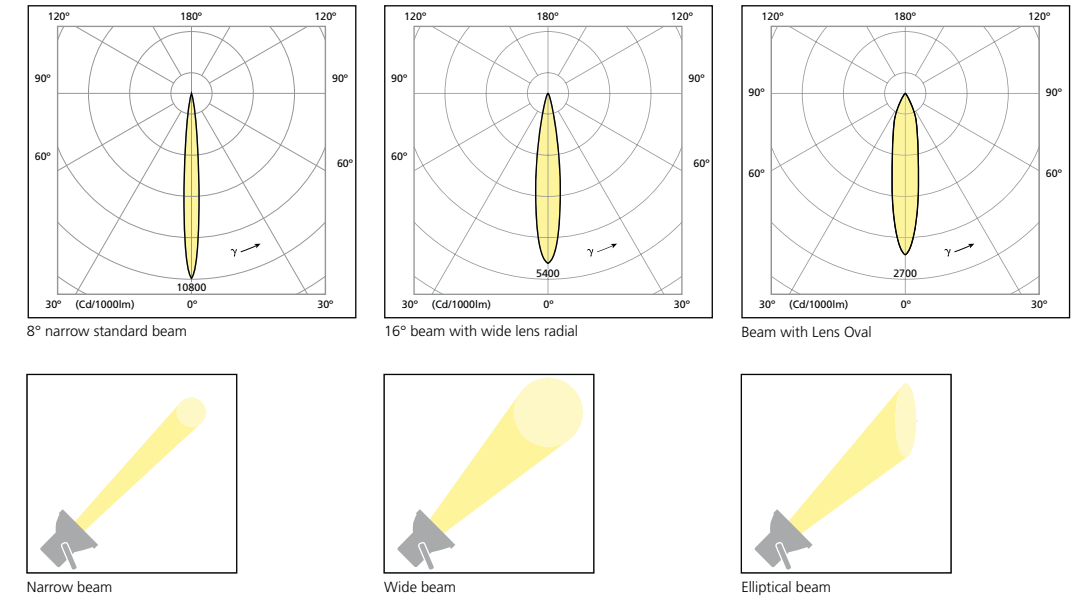 120° 180° 120°
90° 90°
60° 60°
γ
10800
30° (Cd/1000lm) 0° 30°
8° narrow standard beam
120° 180° 120°
90° 90°
60° 60°
γ
5400
30° (Cd/1000lm) 0° 30°
16° beam with wide lens radial
120° 180° 120°
90° 90°
60° 60°
γ
2700
30° (Cd/1000lm) 0° 30°
Beam with Lens Oval
Narrow beam
Wide beam
Elliptical beam